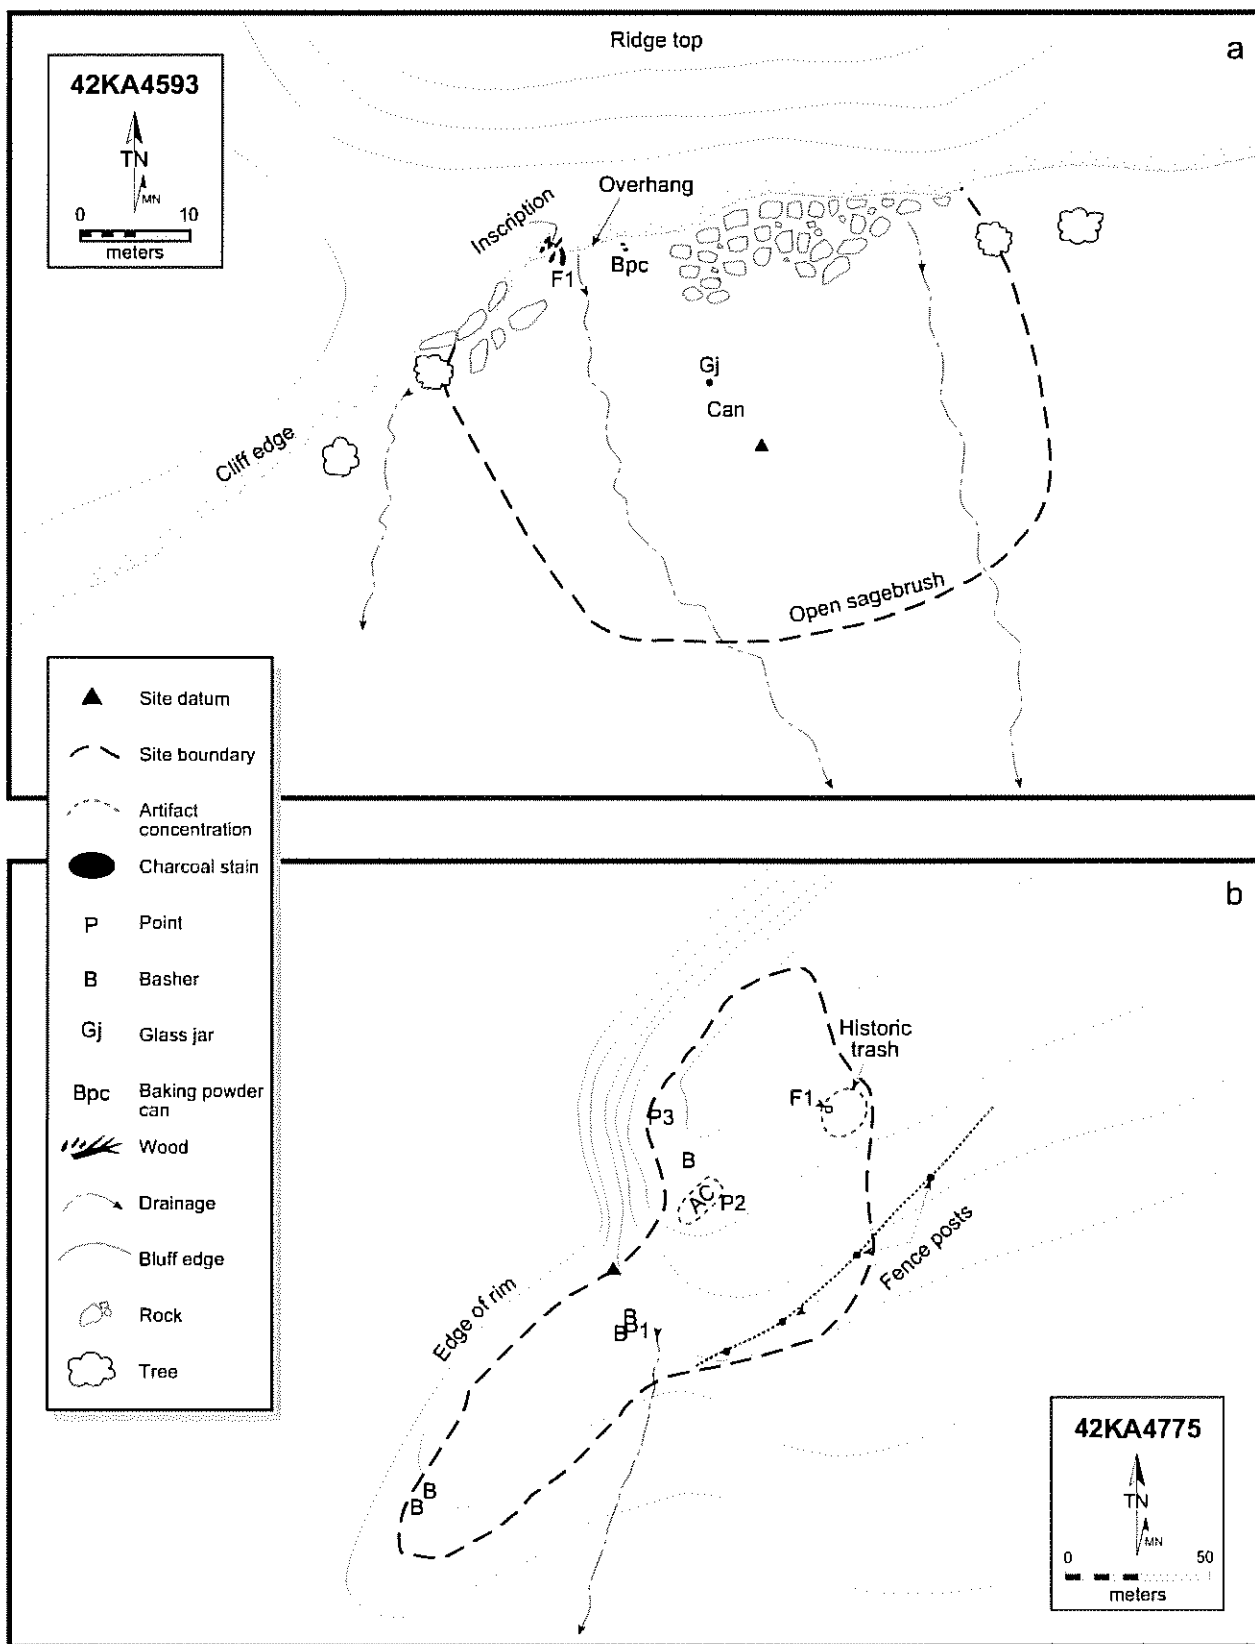 a
Ridge top
42KA4593
TN
MN
0 10
meters
Inscription
Overhang
F1
Bpc
Gj
Can
Cliff edge
Open sagebrush
Site datum
Site boundary
Artifact
concentration
Charcoal stain
P Point
B Basher
Gj Glass jar
Bpc Baking powder
can
Wood
Drainage
Bluff edge
Rock
Tree
b
Historic
trash
F1
P3
B
AC
P2
Fence posts
Edge of rim
B
B
B1
B
B
42KA4775
TN
MN
0 50
meters